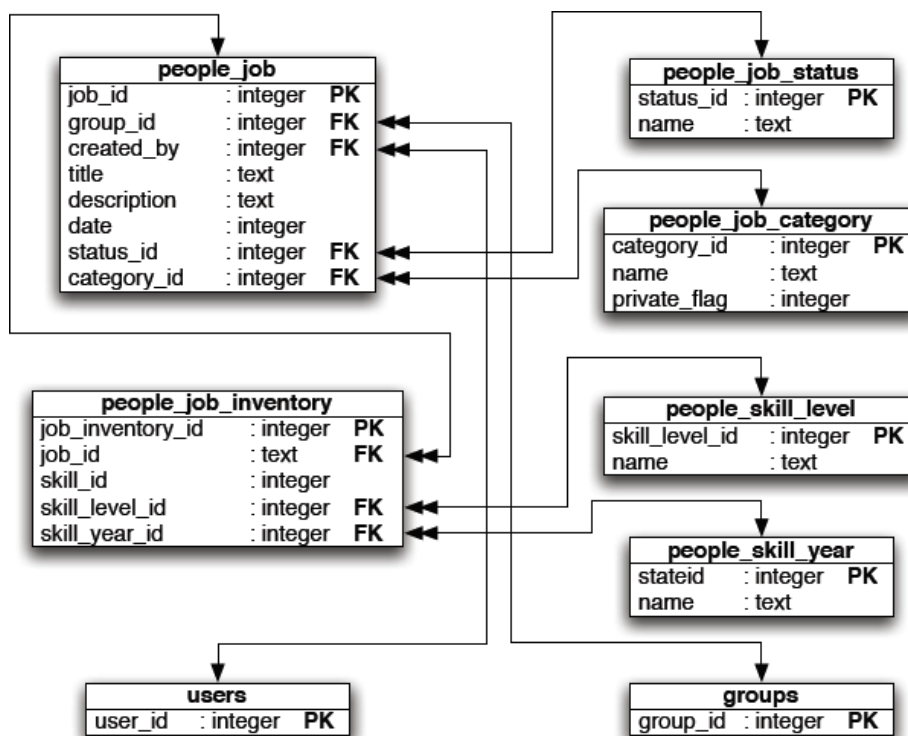 people_job
job_id : integer PK
group_id : integer FK
created_by : integer FK
title : text
description : text
date : integer
status_id : integer FK
category_id : integer FK
people_job_status
status_id : integer PK
name : text
people_job_category
category_id : integer PK
name : text
private_flag : integer
people_job_inventory
job_inventory_id : integer PK
job_id : text FK
skill_id : integer
skill_level_id : integer FK
skill_year_id : integer FK
people_skill_level
skill_level_id : integer PK
name : text
people_skill_year
stateid : integer PK
name : text
users
user_id : integer PK
groups
group_id : integer PK